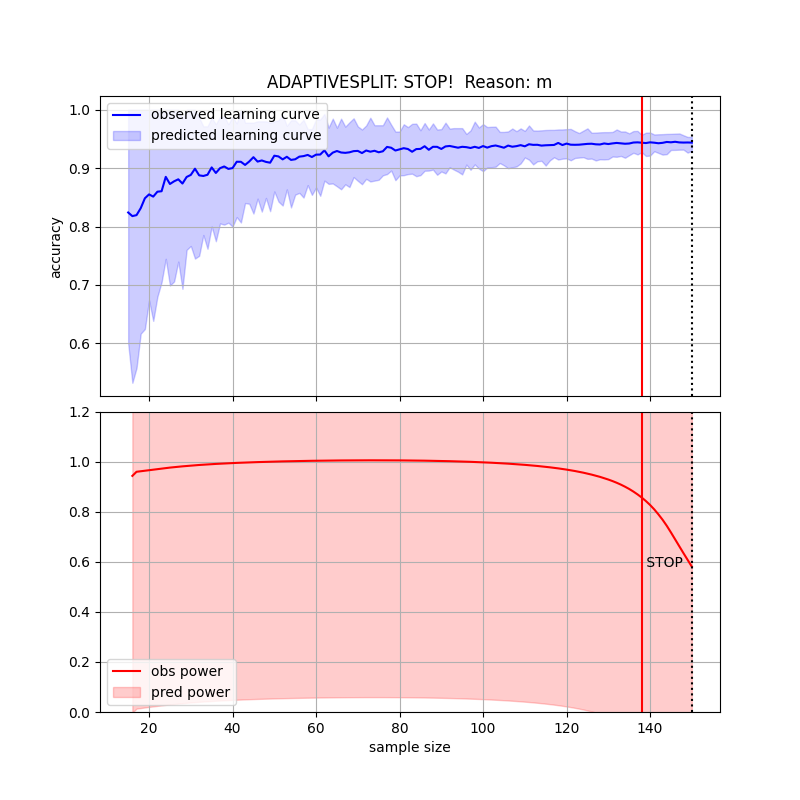 ADAPTIVESPLIT: STOP!  Reason: m
1.0
0.9
0.8
0.7
0.6
accuracy
observed learning curve
predicted learning curve
1.2
1.0
0.8
0.6
0.4
0.2
0.0
STOP
obs power
pred power
20 40 60 80 100 120 140
sample size